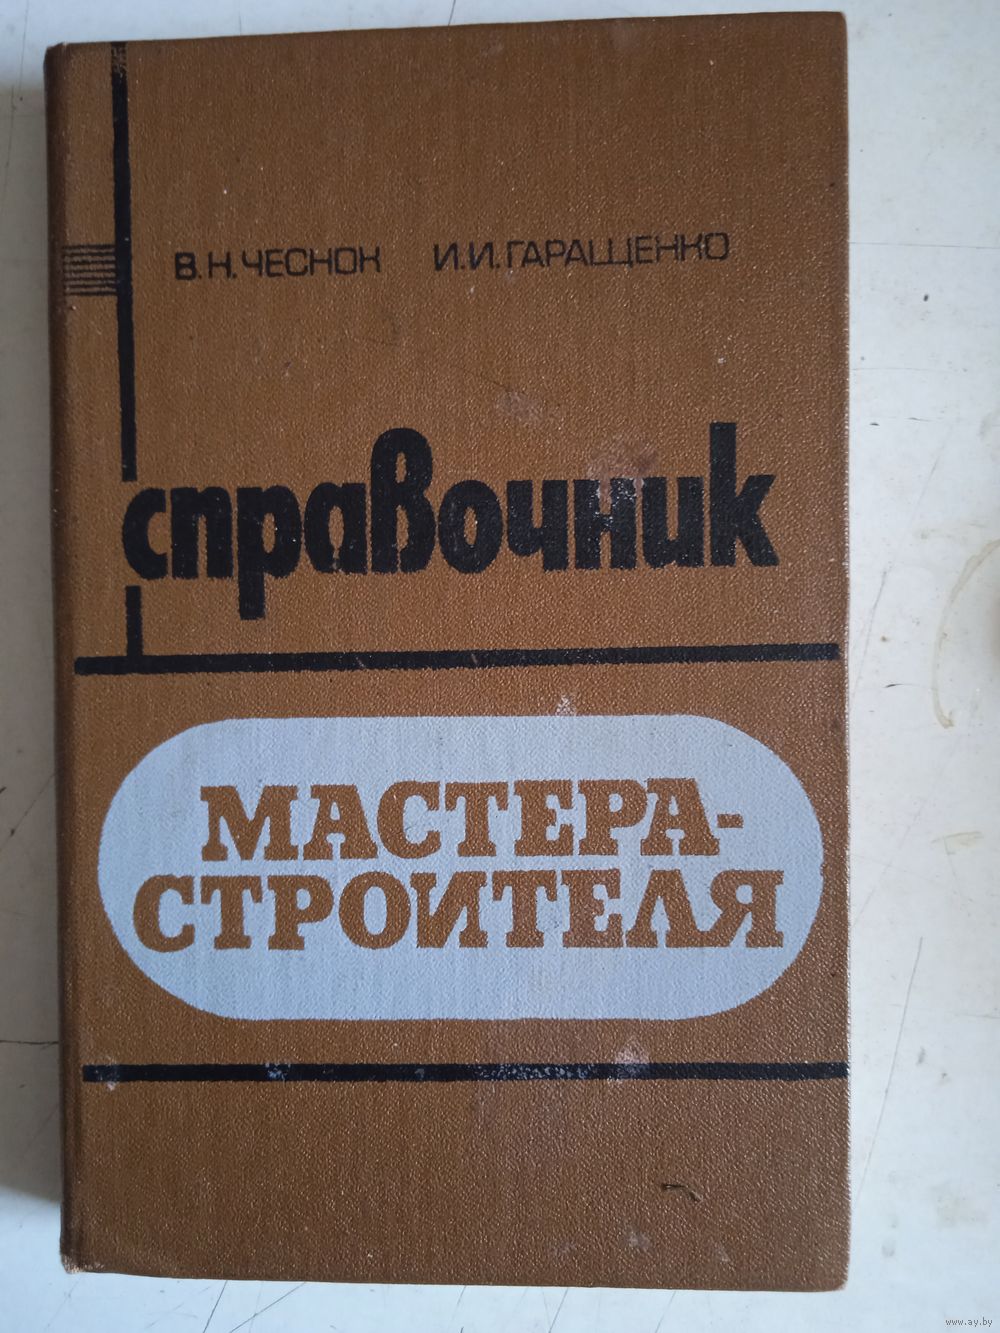 В.Н.ЧЕСНОК И.И.ГАРАЩЕНКО
справочник
МАСТЕРА-
СТРОИТЕЛЯ
www.ay.by